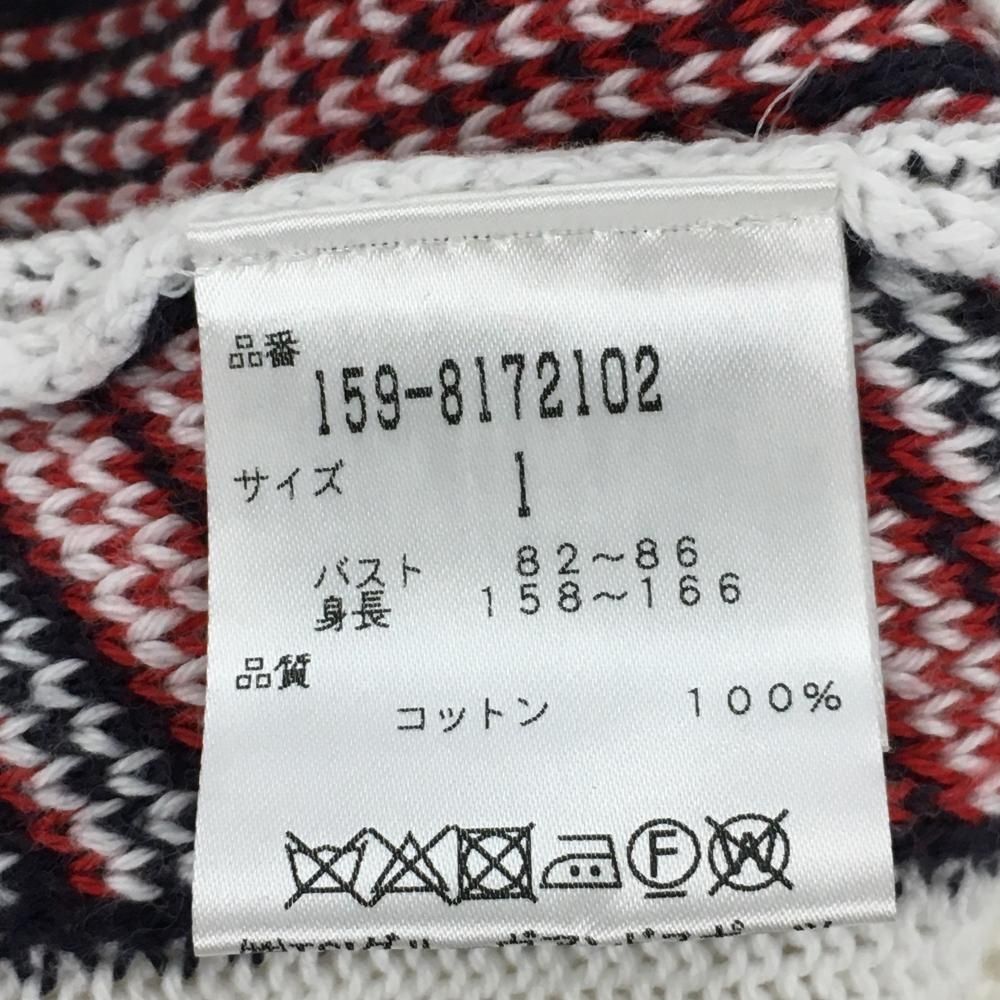 品番
159-8172102
サイズ 1
バスト 82～86
身長 158～166
品質
コットン 100%
F W